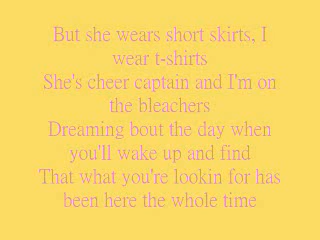 But she wears short skirts, I
wear t-shirts
She's cheer captain and I'm on
the bleachers
Dreaming bout the day when
you'll wake up and find
That what you're lookin for has
been here the whole time